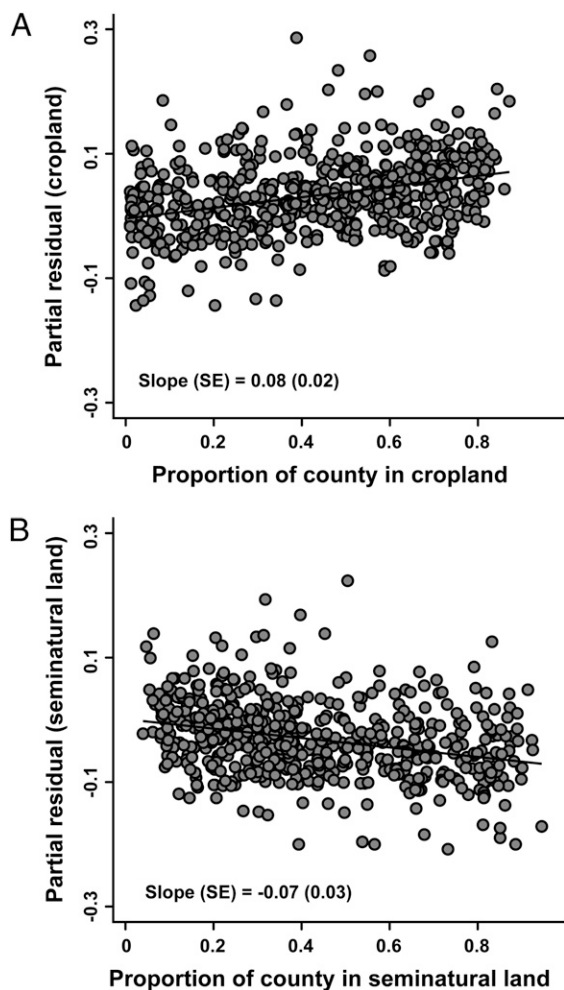 A
Partial residual (cropland)
0.3
0.1
-0.1
-0.3
Slope (SE) = 0.08 (0.02)
0 0.2 0.4 0.6 0.8
Proportion of county in cropland
B
Partial residual (seminatural land)
0.3
0.1
-0.1
-0.3
Slope (SE) = -0.07 (0.03)
0 0.2 0.4 0.6 0.8
Proportion of county in seminatural land